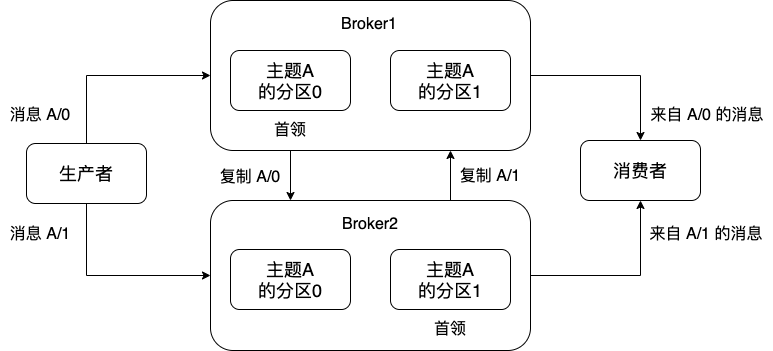 Broker1
主题A
的分区0
主题A
的分区1
首领
消息 A/0
来自 A/0 的消息
生产者
复制 A/0
复制 A/1
消费者
消息 A/1
来自 A/1 的消息
Broker2
主题A
的分区0
主题A
的分区1
首领